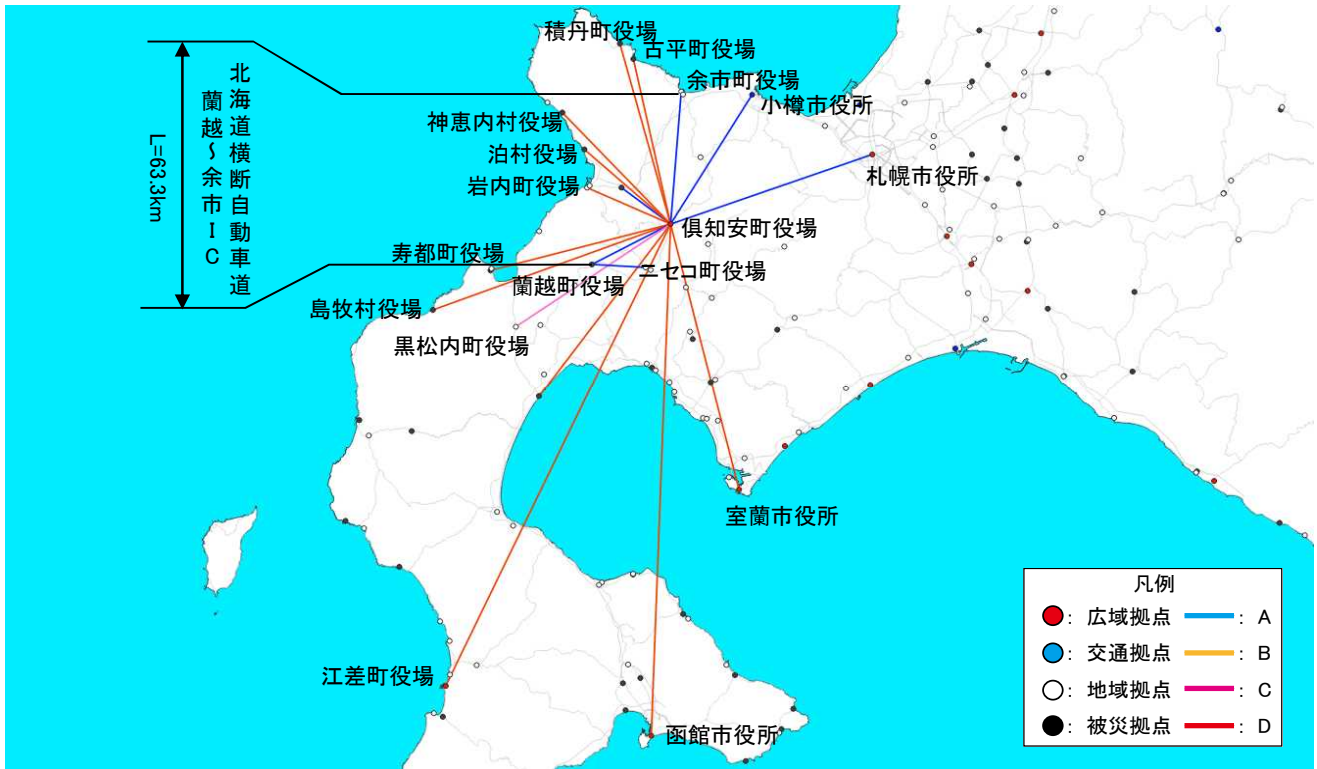 積丹町役場
古平町役場
余市町役場
小樽市役所
北海道横断自動車道
蘭越～余市IC
L=63.3km
神恵内村役場
泊村役場
岩内町役場
札幌市役所
倶知安町役場
寿都町役場
ニセコ町役場
蘭越町役場
島牧村役場
黒松内町役場
室蘭市役所
江差町役場
函館市役所
凡例
：広域拠点 ：A
：交通拠点 ：B
：地域拠点 ：C
：被災拠点 ：D